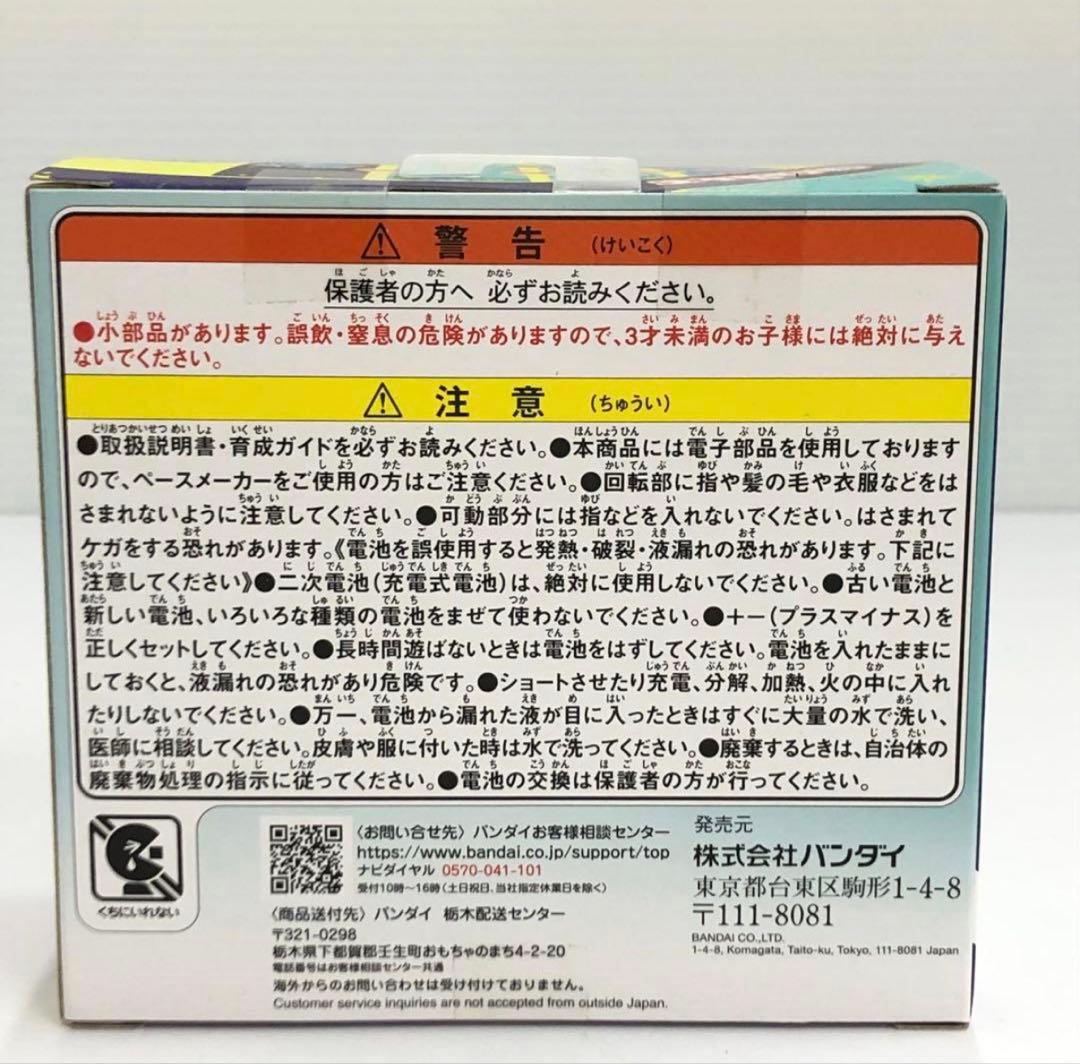 ⚠ 警告 (けいこく)
保護者の方へ 必ずお読みください。
●小部品があります。誤飲・窒息の危険がありますので、3才未満のお子様には絶対に与え
ないでください。
⚠ 注意 (ちゅうい)
●取扱説明書・育成ガイドを必ずお読みください。●本商品には電子部品を使用しております
ので、ペースメーカーをご使用の方はご注意ください。●回転部に指や髪の毛や衣服などをは
さまれないように注意してください。●可動部分には指などを入れないでください。はさまれて
ケガをする恐れがあります。《電池を誤使用すると発熱・破裂・液漏れの恐れがあります。下記に
注意してください》●二次電池(充電式電池)は、絶対に使用しないでください。●古い電池と
新しい電池、いろいろな種類の電池をまぜて使わないでください。●+-(プラスマイナス)を
正しくセットしてください。●長時間遊ばないときは電池をはずしてください。電池を入れたままに
しておくと、液漏れの恐れがあり危険です。●ショートさせたり充電、分解、加熱、火の中に入れ
たりしないでください。●万一、電池から漏れた液が目に入ったときはすぐに大量の水で洗い、
医師に相談してください。皮膚や服に付いた時は水で洗ってください。●廃棄するときは、自治体の
廃棄物処理の指示に従ってください。●電池の交換は保護者の方が行ってください。
くちにいれない
〈お問い合せ先〉バンダイお客様相談センター
https://www.bandai.co.jp/support/top
ナビダイヤル 0570-041-101
受付10時～16時(土日祝日、当社指定休業日を除く)
〈商品送付先〉バンダイ 栃木配送センター
〒321-0298
栃木県下都賀郡壬生町おもちゃのまち4-2-20
電話番号はお客様相談センター共通
海外からのお問い合わせは受け付けておりません。
Customer service inquiries are not accepted from outside Japan.
発売元
株式会社バンダイ
東京都台東区駒形1-4-8
〒111-8081
BANDAI CO.,LTD.
1-4-8, Komagata, Taito-ku, Tokyo, 111-8081 Japan